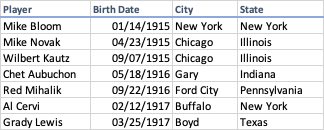 Player Birth Date City State
Mike Bloom 01/14/1915 New York New York
Mike Novak 04/23/1915 Chicago Illinois
Wilbert Kautz 09/07/1915 Chicago Illinois
Chet Aubuchon 05/18/1916 Gary Indiana
Red Mihalik 09/22/1916 Ford City Pennsylvania
Al Cervi 02/12/1917 Buffalo New York
Grady Lewis 03/25/1917 Boyd Texas